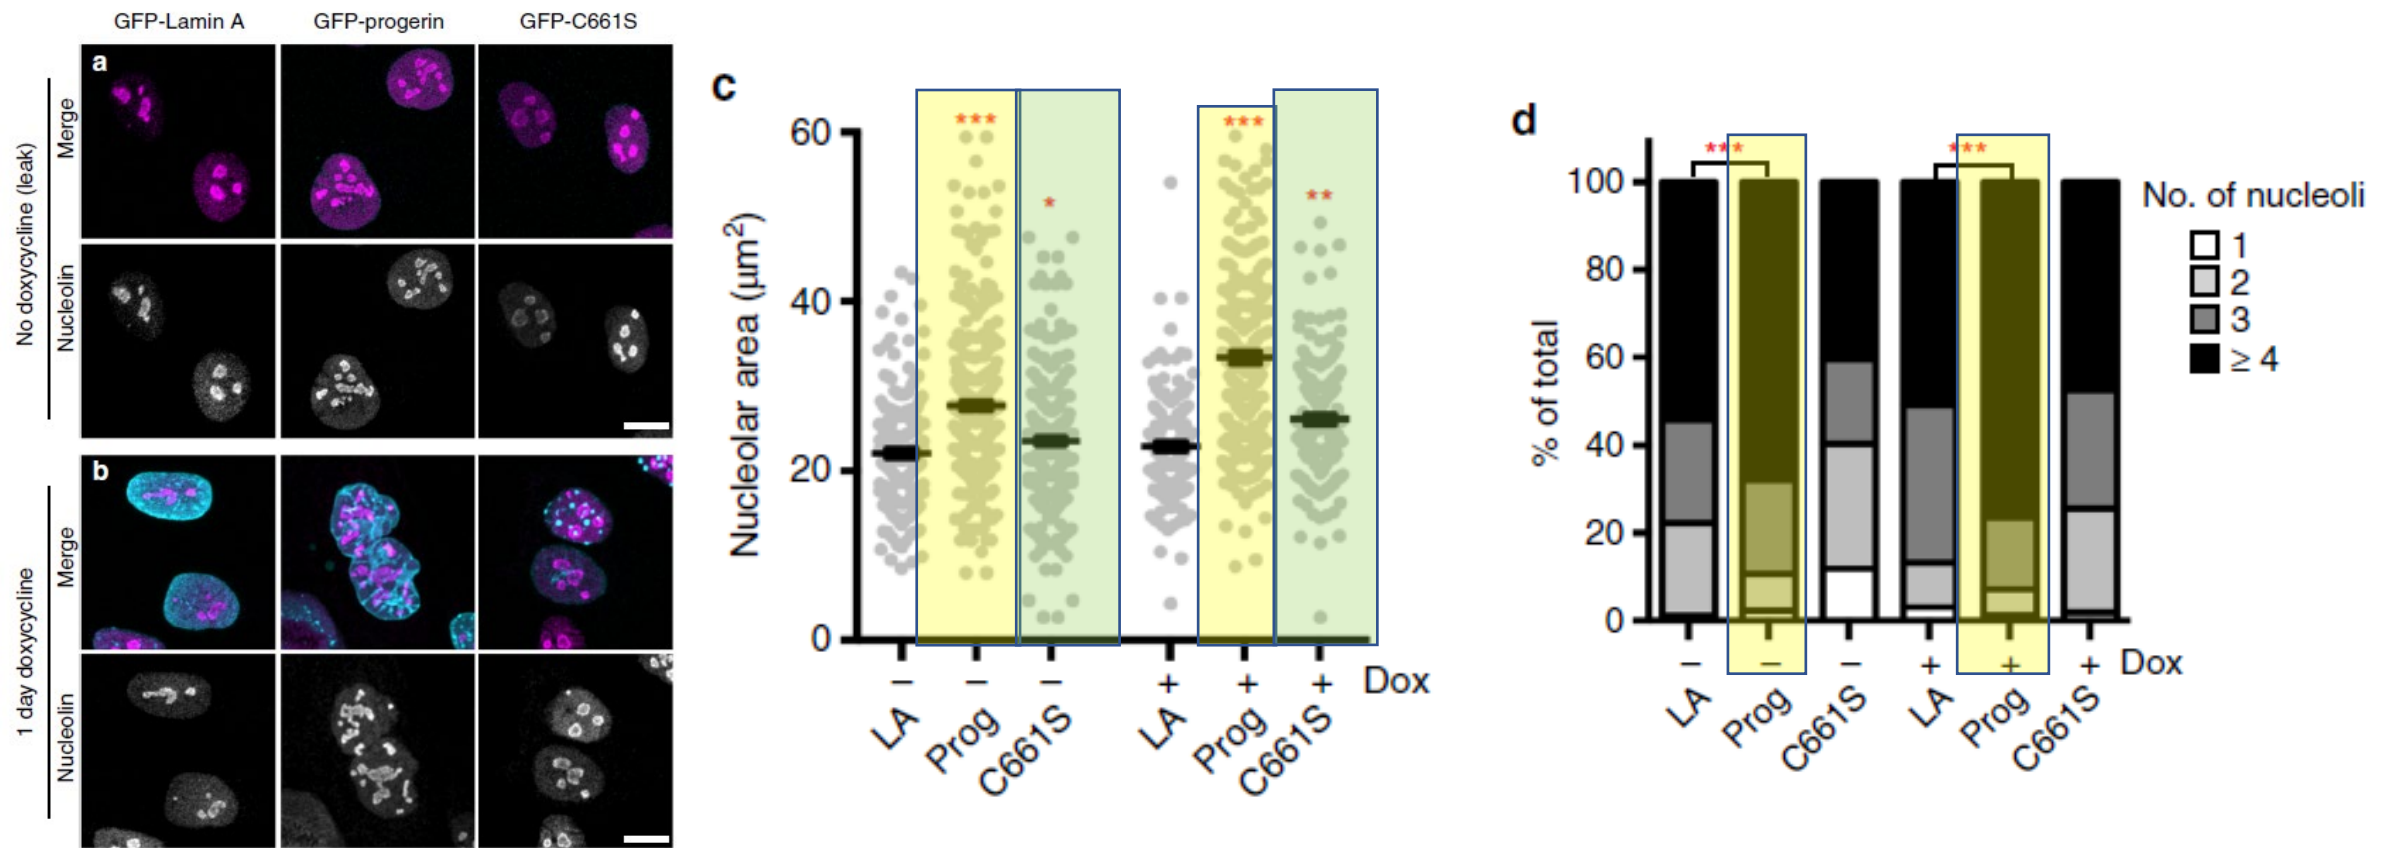 GFP-Lamin A GFP-progerin GFP-C661S
No doxycycline (leak)
Merge
a
Nucleolin
1 day doxycycline
Merge
b
Nucleolin
c
Nucleolar area (µm²)
60
40
20
0
***
*
***
**
– – – + + + Dox
LA Prog C661S LA Prog C661S
d
% of total
100
80
60
40
20
0
*** ***
– – – + + + Dox
LA Prog C661S LA Prog C661S
No. of nucleoli
1
2
3
≥ 4